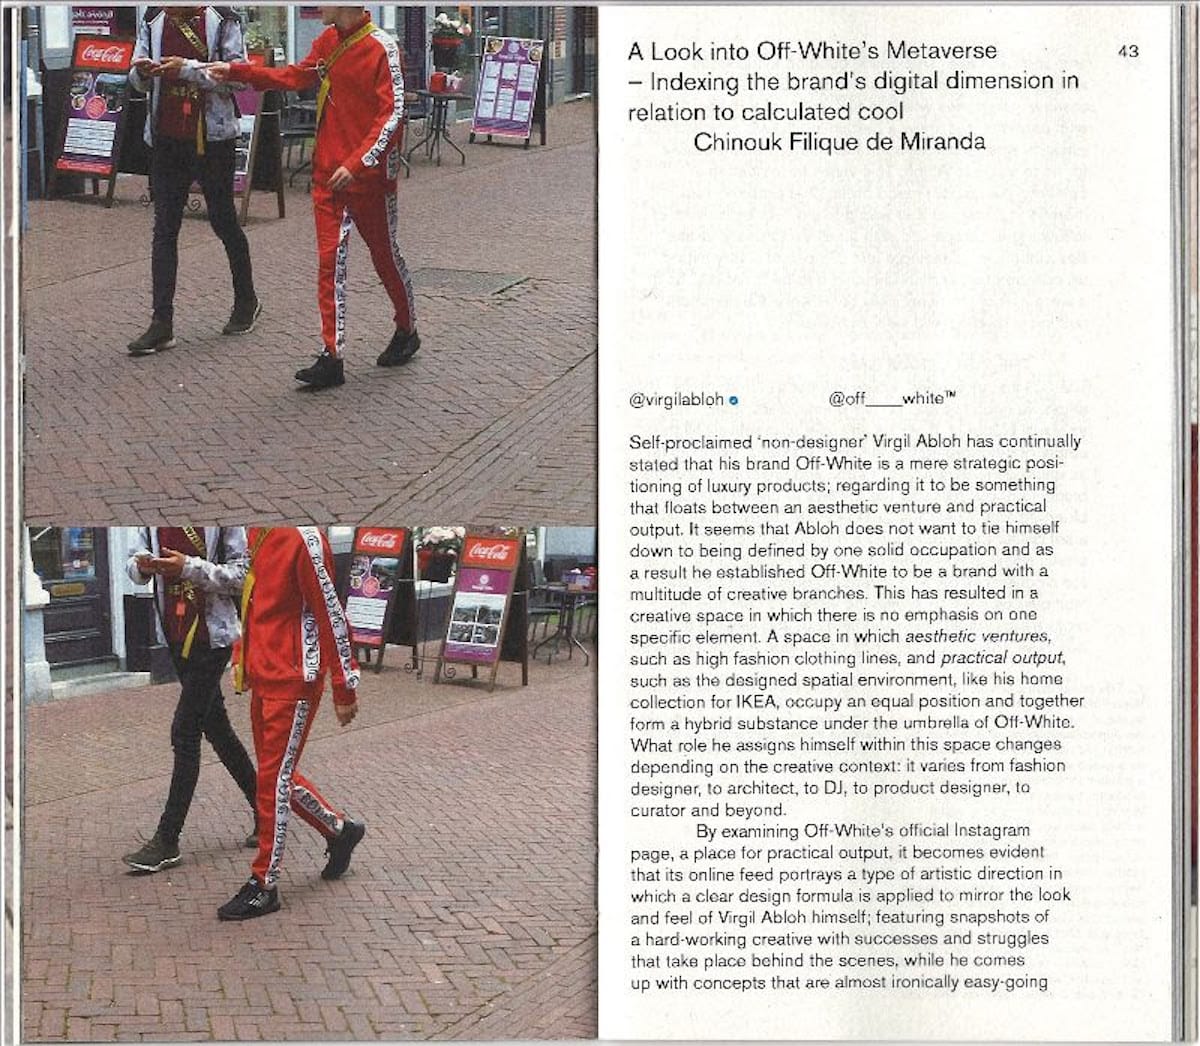 Coca-Cola
Coca-Cola
Coca-Cola
A Look into Off-White's Metaverse
43
– Indexing the brand's digital dimension in
relation to calculated cool
Chinouk Filique de Miranda
@virgilabloh
@off____white™
Self-proclaimed 'non-designer' Virgil Abloh has continually
stated that his brand Off-White is a mere strategic posi-
tioning of luxury products; regarding it to be something
that floats between an aesthetic venture and practical
output. It seems that Abloh does not want to tie himself
down to being defined by one solid occupation and as
a result he established Off-White to be a brand with a
multitude of creative branches. This has resulted in a
creative space in which there is no emphasis on one
specific element. A space in which aesthetic ventures,
such as high fashion clothing lines, and practical output,
such as the designed spatial environment, like his home
collection for IKEA, occupy an equal position and together
form a hybrid substance under the umbrella of Off-White.
What role he assigns himself within this space changes
depending on the creative context: it varies from fashion
designer, to architect, to DJ, to product designer, to
curator and beyond.
By examining Off-White's official Instagram
page, a place for practical output, it becomes evident
that its online feed portrays a type of artistic direction in
which a clear design formula is applied to mirror the look
and feel of Virgil Abloh himself; featuring snapshots of
a hard-working creative with successes and struggles
that take place behind the scenes, while he comes
up with concepts that are almost ironically easy-going